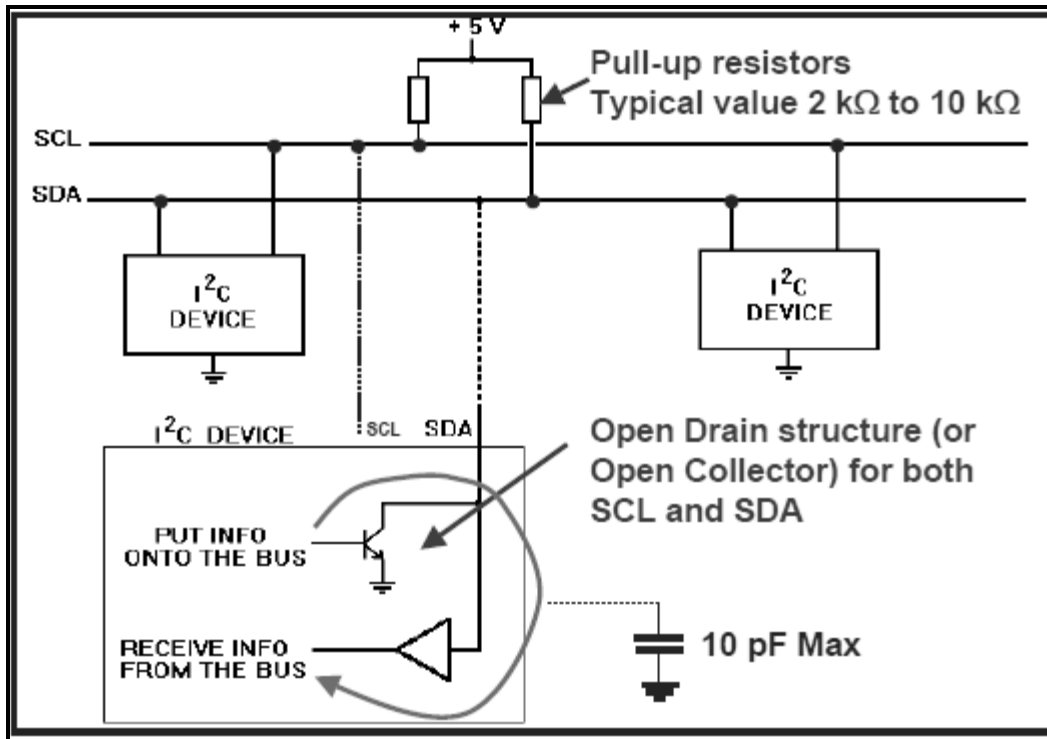 + 5 V
Pull-up resistors
Typical value 2 kΩ to 10 kΩ
SCL
SDA
I²C
DEVICE
I²C
DEVICE
I²C DEVICE
SCL
SDA
Open Drain structure (or
Open Collector) for both
SCL and SDA
PUT INFO
ONTO THE BUS
RECEIVE INFO
FROM THE BUS
10 pF Max